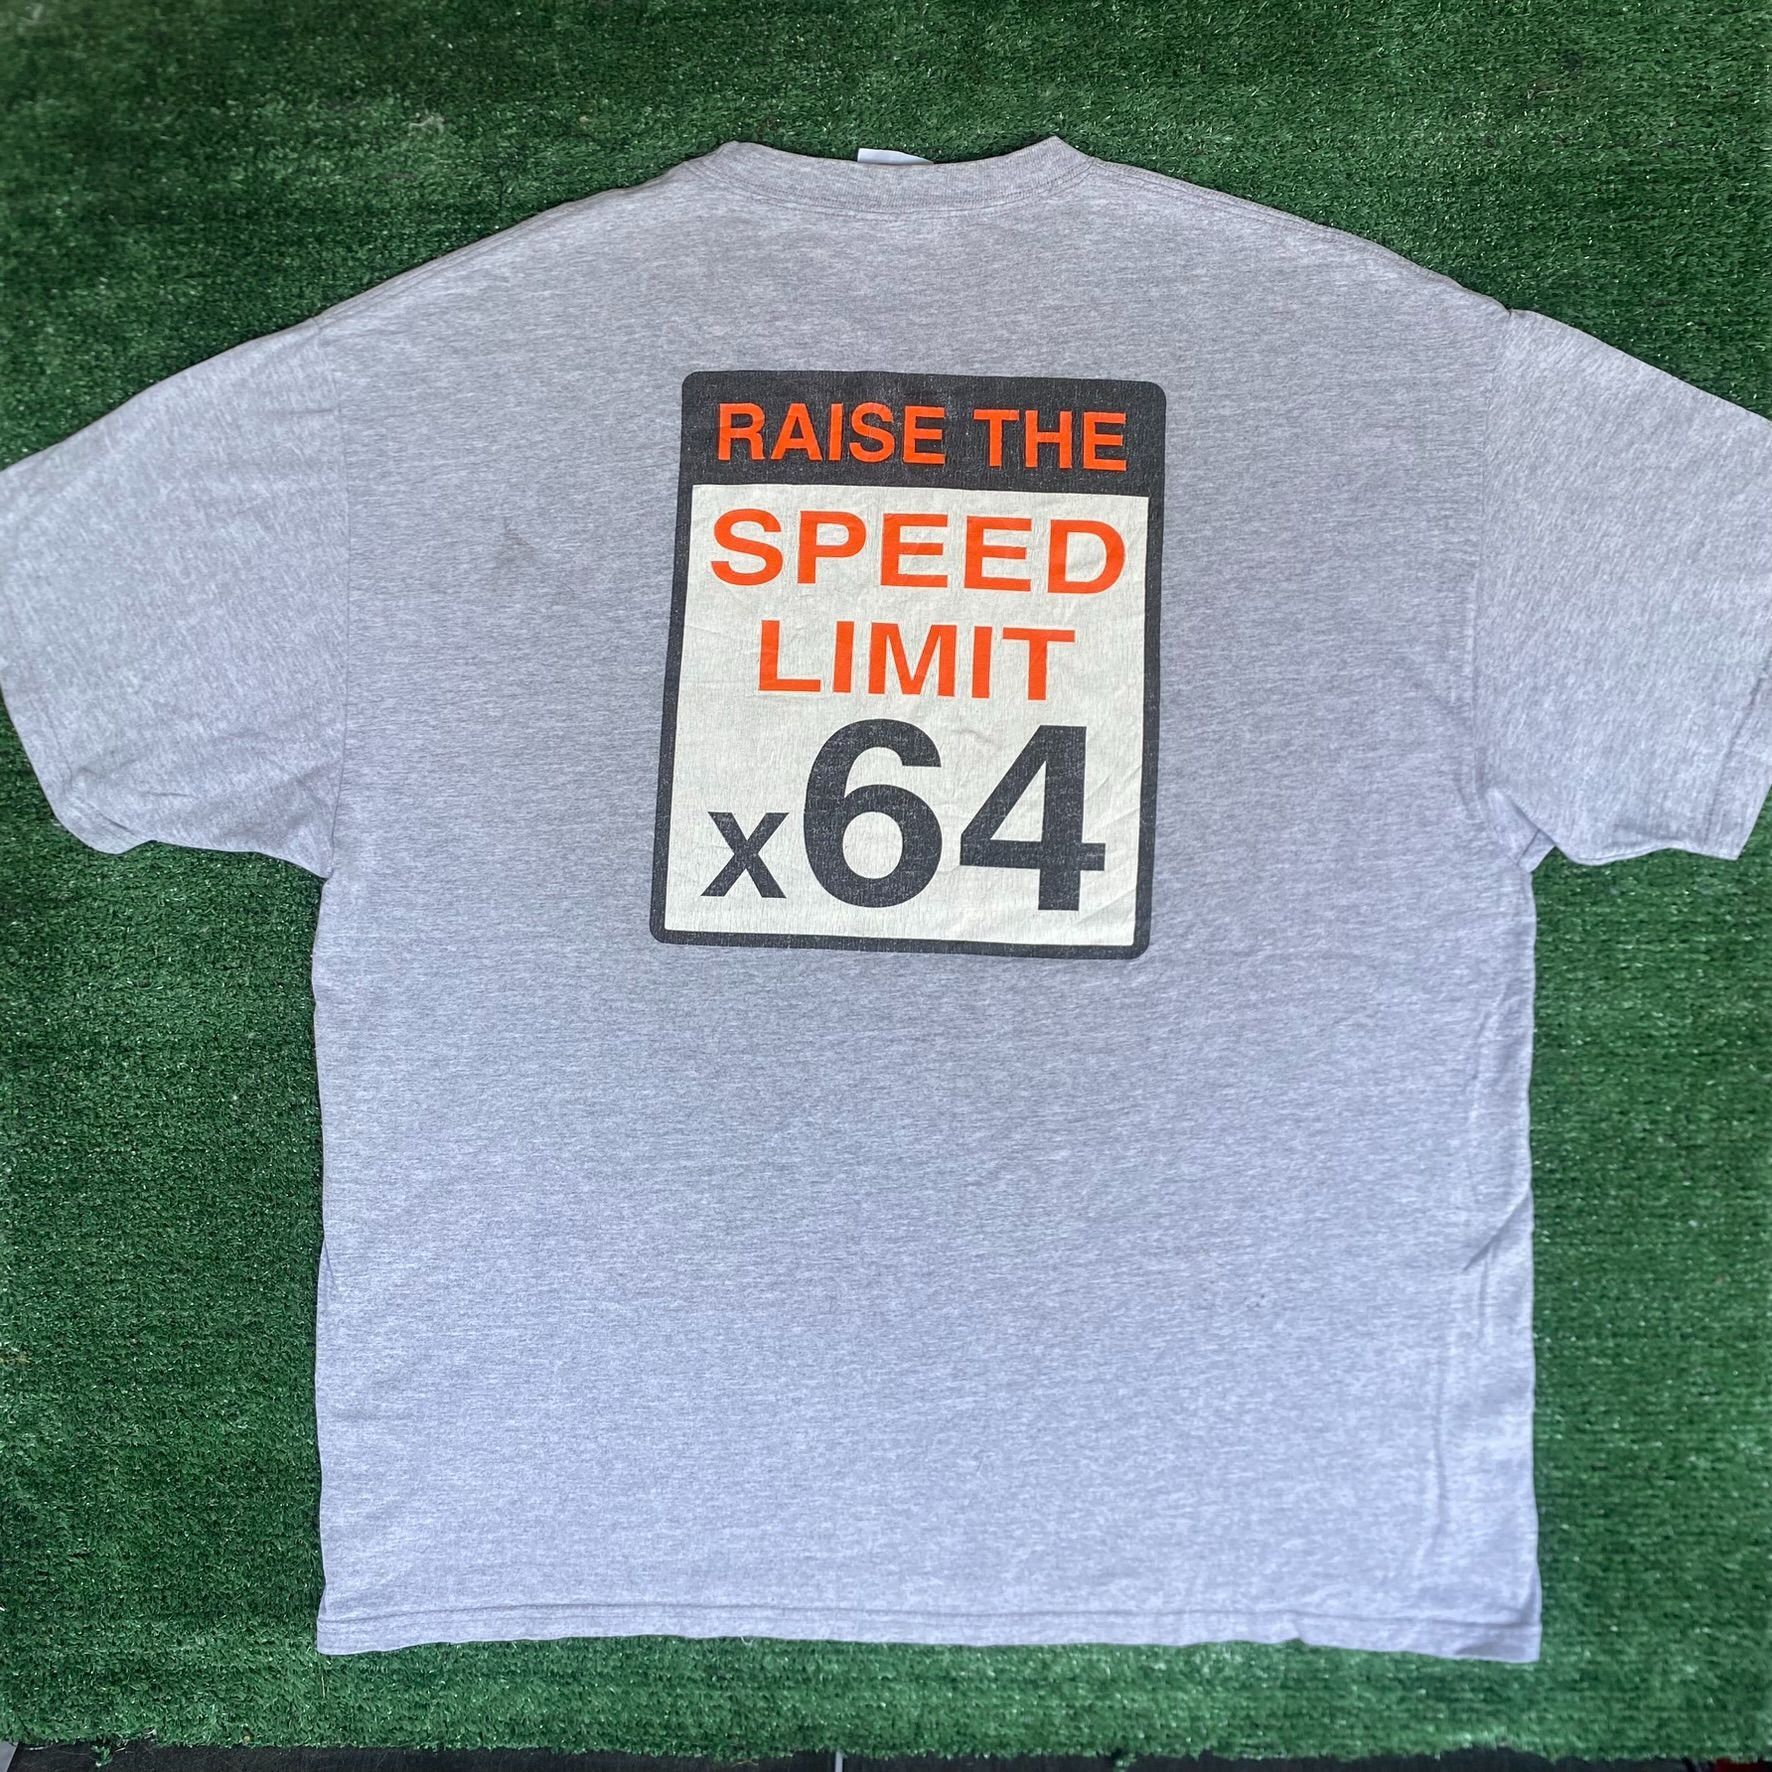 RAISE THE
SPEED
LIMIT
x64